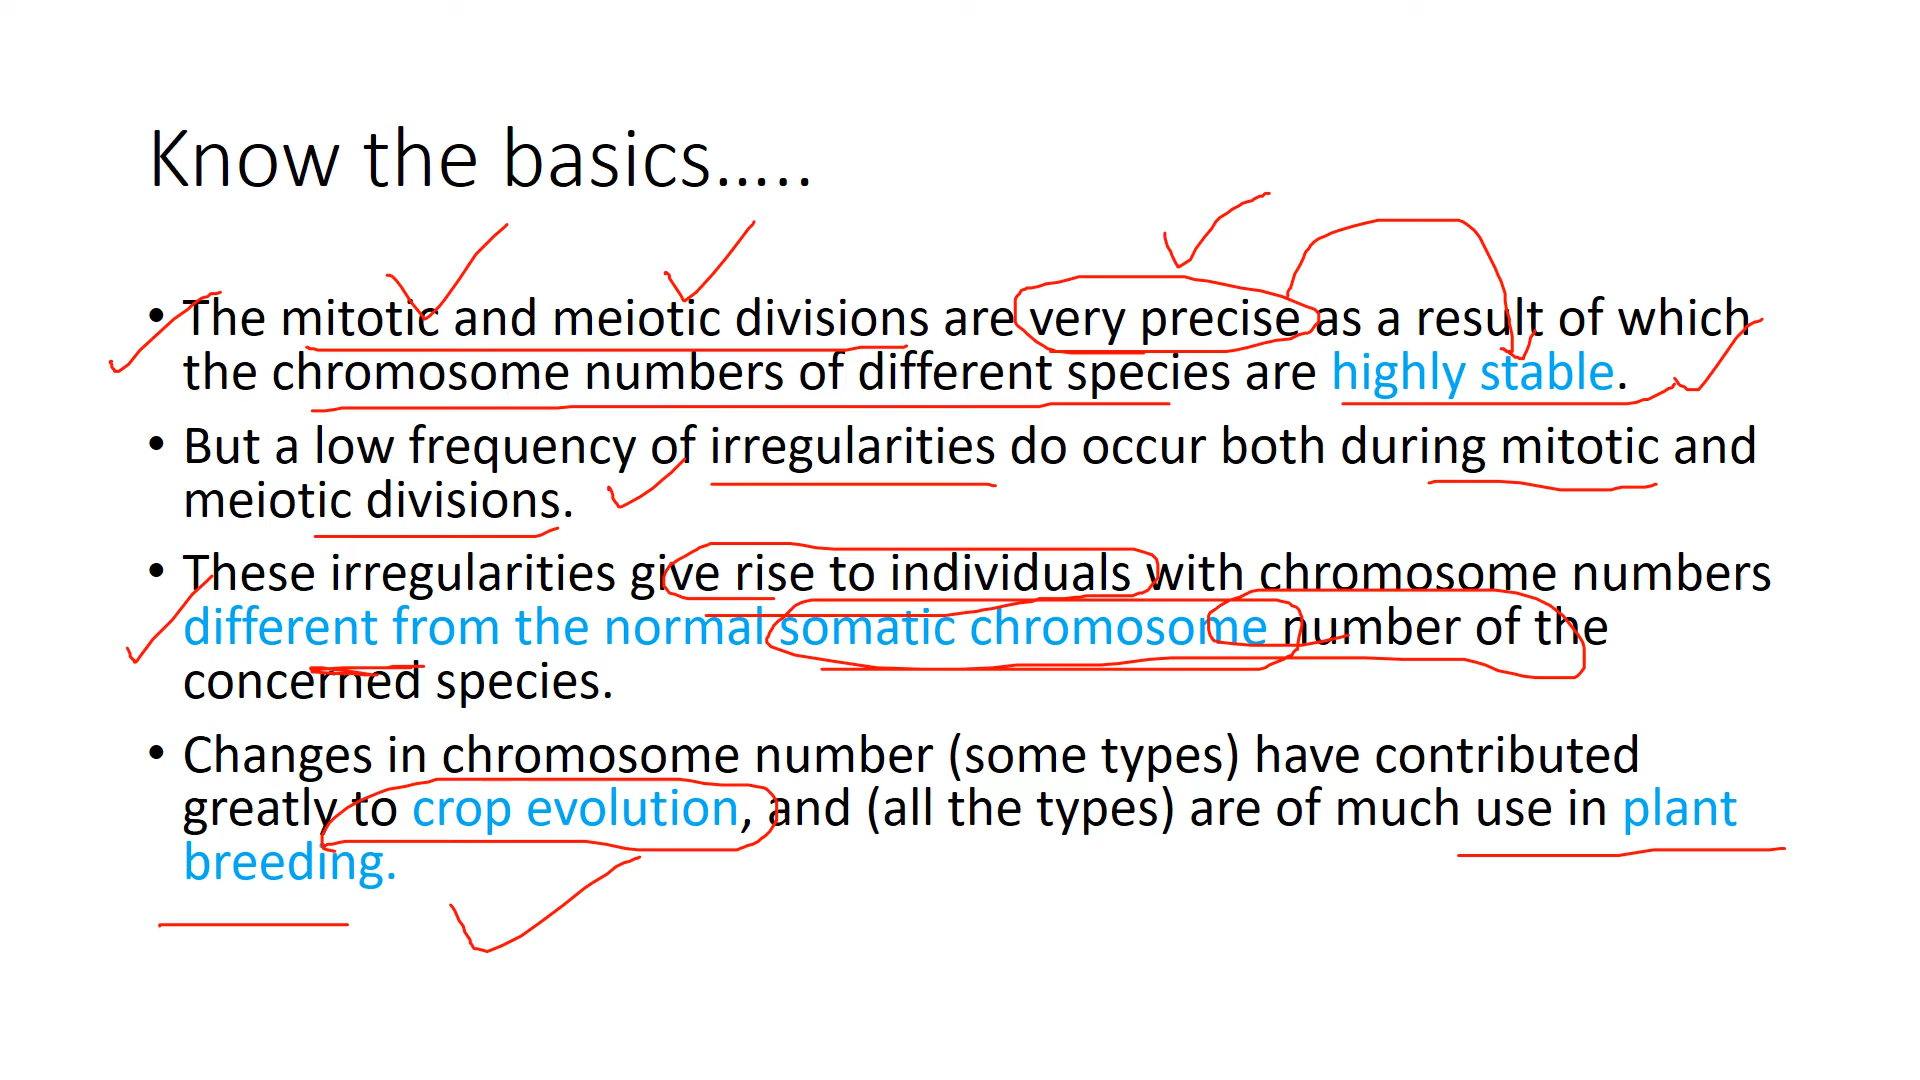 Know the basics.....
• The mitotic and meiotic divisions are very precise as a result of which
the chromosome numbers of different species are highly stable.
• But a low frequency of irregularities do occur both during mitotic and
meiotic divisions.
• These irregularities give rise to individuals with chromosome numbers
different from the normal somatic chromosome number of the
concerned species.
• Changes in chromosome number (some types) have contributed
greatly to crop evolution, and (all the types) are of much use in plant
breeding.